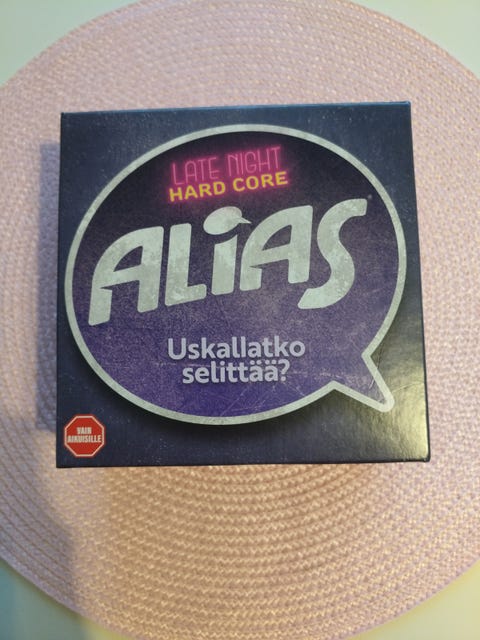 LATE NIGHT
HARD CORE
ALiAS
Uskallatko
selittää?
VAIN
AIKUISILLE